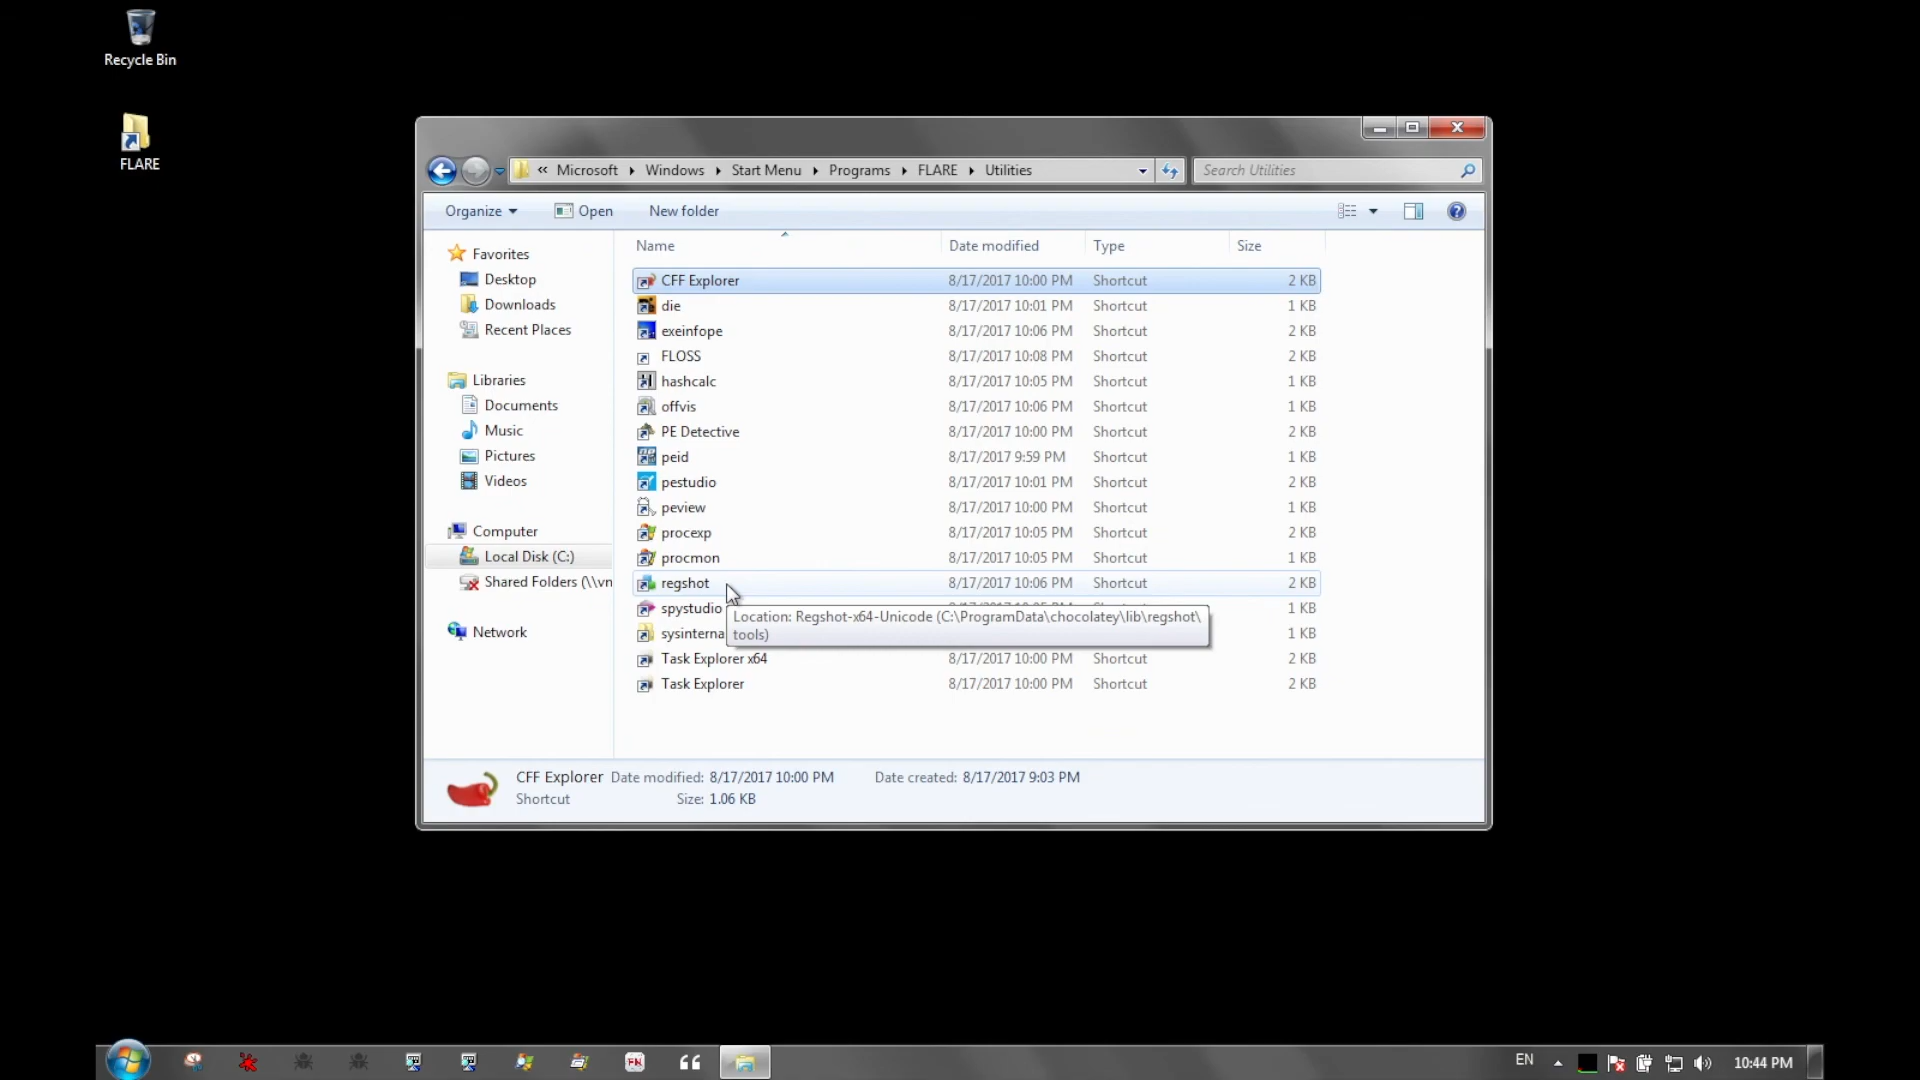 Recycle Bin
FLARE
« Microsoft Windows Start Menu Programs FLARE Utilities
Search Utilities
Organize Open New folder
Favorites
Desktop
Downloads
Recent Places
Libraries
Documents
Music
Pictures
Videos
Computer
Local Disk (C:)
Shared Folders (\\vn
Network
Name Date modified Type Size
CFF Explorer 8/17/2017 10:00 PM Shortcut 2 KB
die 8/17/2017 10:01 PM Shortcut 1 KB
exeinfope 8/17/2017 10:06 PM Shortcut 2 KB
FLOSS 8/17/2017 10:08 PM Shortcut 2 KB
hashcalc 8/17/2017 10:05 PM Shortcut 1 KB
offvis 8/17/2017 10:06 PM Shortcut 1 KB
PE Detective 8/17/2017 10:00 PM Shortcut 2 KB
peid 8/17/2017 9:59 PM Shortcut 1 KB
pestudio 8/17/2017 10:01 PM Shortcut 2 KB
peview 8/17/2017 10:00 PM Shortcut 1 KB
procexp 8/17/2017 10:05 PM Shortcut 2 KB
procmon 8/17/2017 10:05 PM Shortcut 1 KB
regshot 8/17/2017 10:06 PM Shortcut 2 KB
spystudio 1 KB
Location: Regshot-x64-Unicode (C:\ProgramData\chocolatey\lib\regshot\
tools)
sysinterna 1 KB
Task Explorer x64 8/17/2017 10:00 PM Shortcut 2 KB
Task Explorer 8/17/2017 10:00 PM Shortcut 2 KB
CFF Explorer Date modified: 8/17/2017 10:00 PM Date created: 8/17/2017 9:03 PM
Shortcut Size: 1.06 KB
EN 10:44 PM